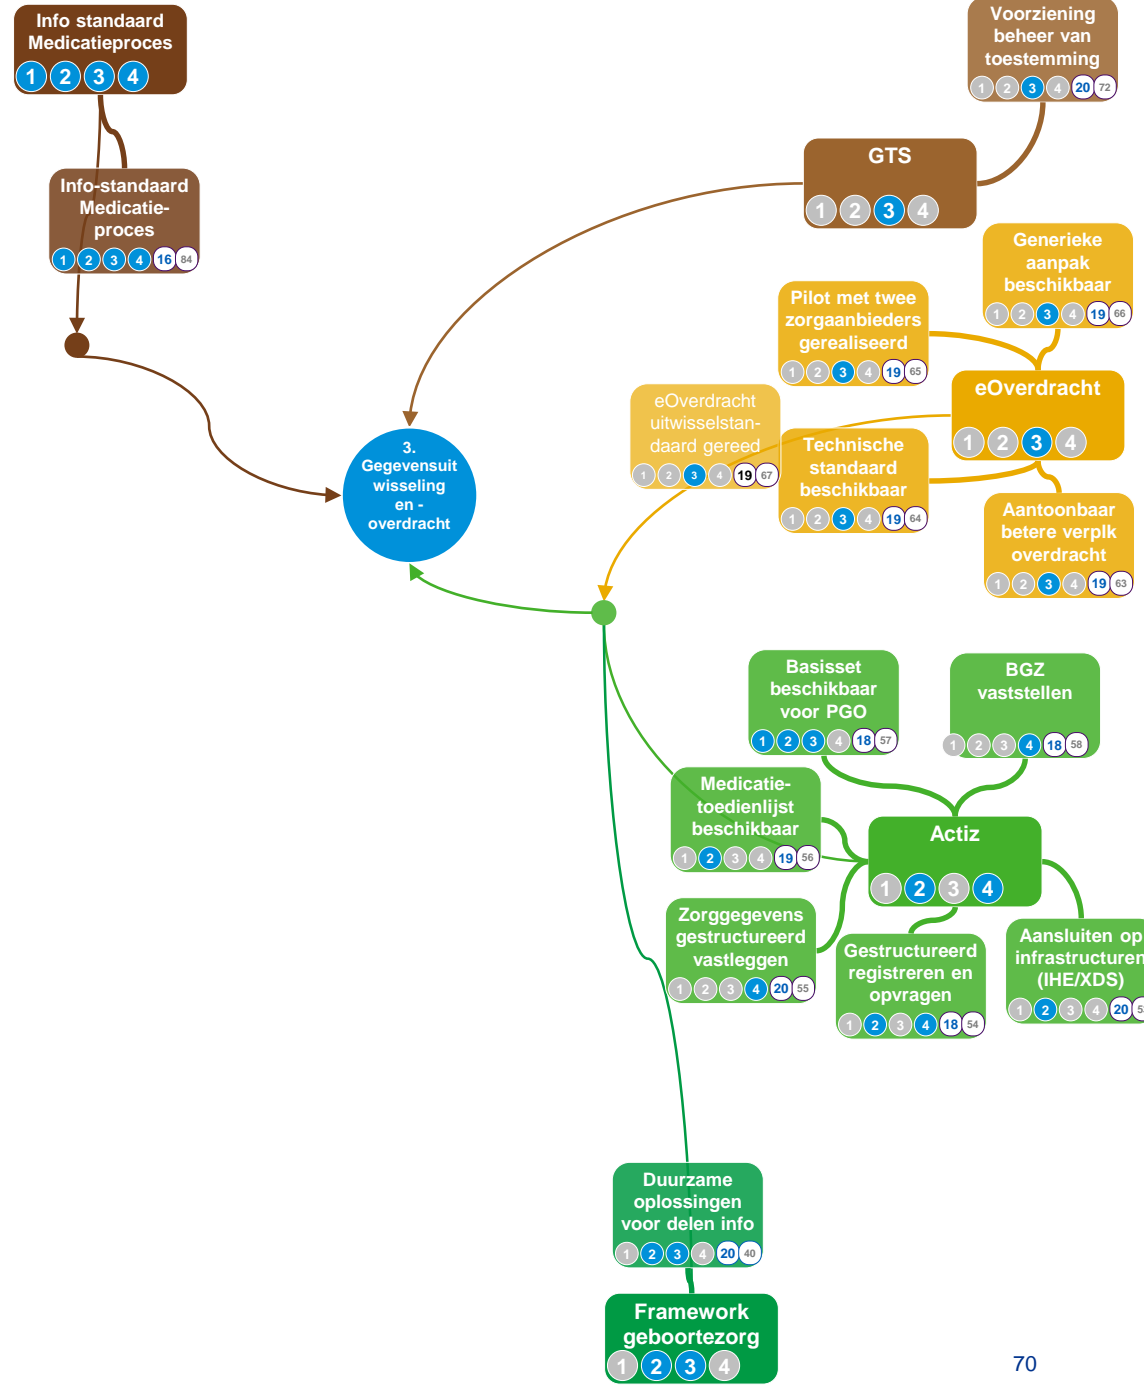 Info standaard
Medicatieproces
1 2 3 4
Info-standaard
Medicatie-
proces
1 2 3 4 16 84
Voorziening
beheer van
toestemming
1 2 3 4 20 72
GTS
1 2 3 4
Generieke
aanpak
beschikbaar
1 2 3 4 19 66
Pilot met twee
zorgaanbieders
gerealiseerd
1 2 3 4 19 65
eOverdracht
1 2 3 4
eOverdracht
uitwisselstan-
daard gereed
1 2 3 4 19 67
Technische
standaard
beschikbaar
1 2 3 4 19 64
Aantoonbaar
betere verplk
overdracht
1 2 3 4 19 63
3.
Gegevensuit
wisseling
en -
overdracht
Basisset
beschikbaar
voor PGO
1 2 3 4 18 57
BGZ
vaststellen
1 2 3 4 18 58
Medicatie-
toedienlijst
beschikbaar
1 2 3 4 19 56
Actiz
1 2 3 4
Zorggegevens
gestructureerd
vastleggen
1 2 3 4 20 55
Gestructureerd
registreren en
opvragen
1 2 3 4 18 54
Aansluiten op
infrastructuren
(IHE/XDS)
1 2 3 4 20
Duurzame
oplossingen
voor delen info
1 2 3 4 20 40
Framework
geboortezorg
1 2 3 4
70